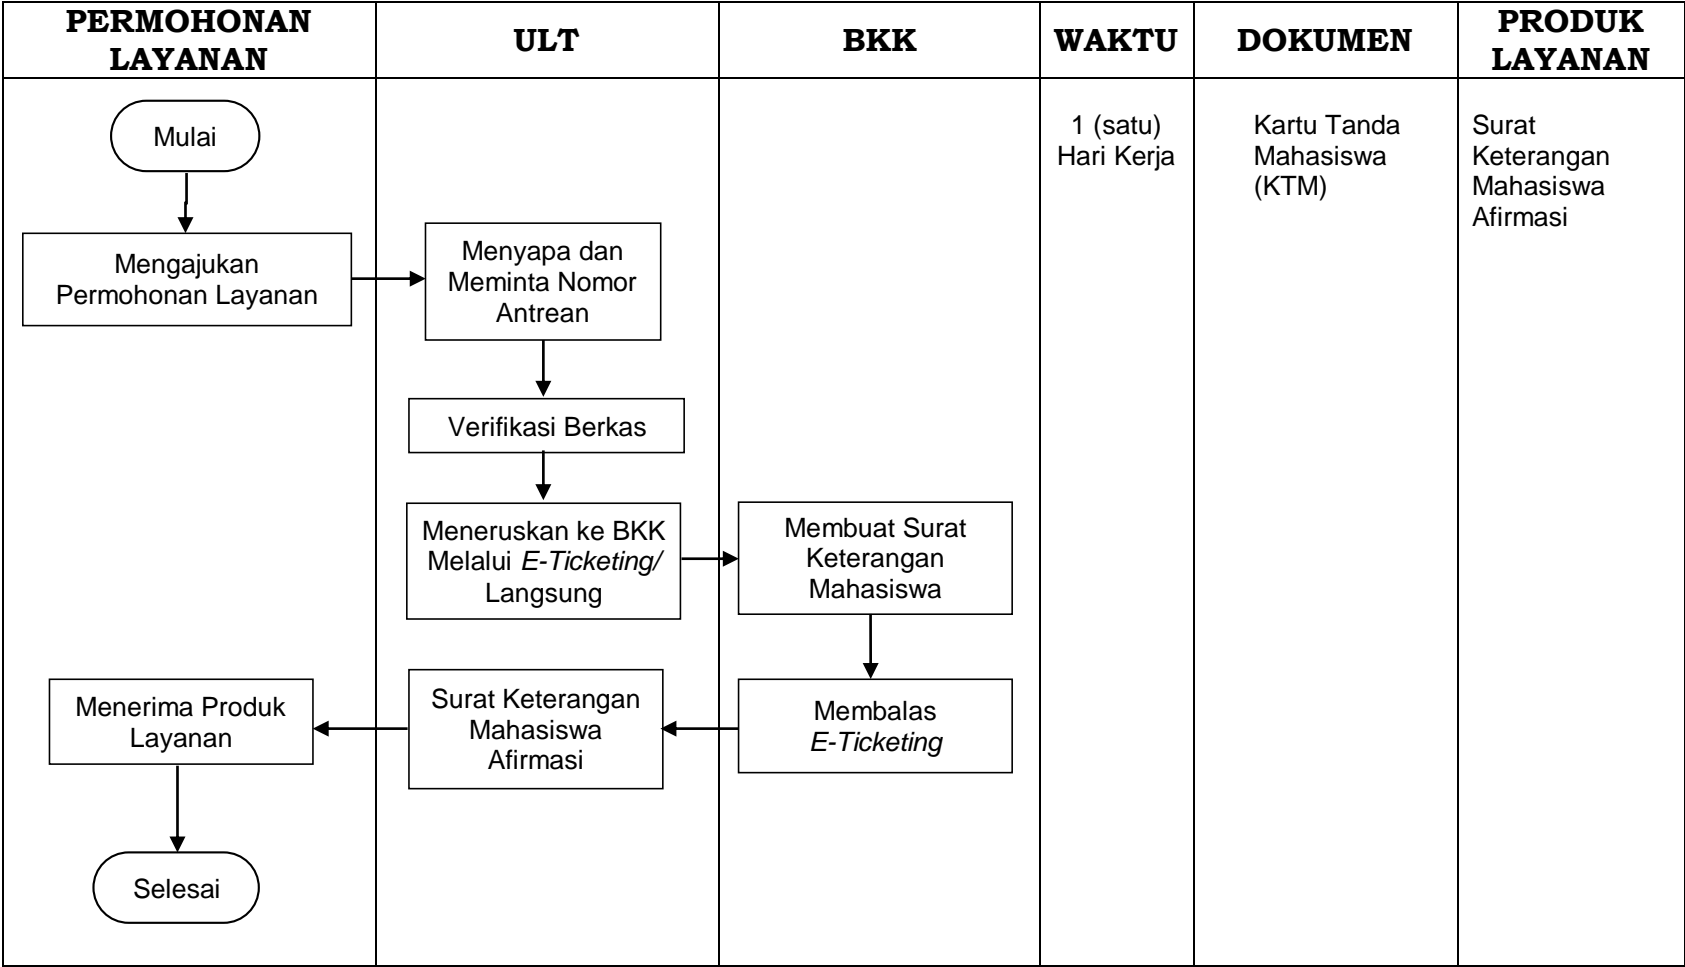 PERMOHONAN
LAYANAN
ULT
BKK
WAKTU
DOKUMEN
PRODUK
LAYANAN
Mulai
1 (satu)
Hari Kerja
Kartu Tanda
Mahasiswa
(KTM)
Surat
Keterangan
Mahasiswa
Afirmasi
Mengajukan
Permohonan Layanan
Menyapa dan
Meminta Nomor
Antrean
Verifikasi Berkas
Meneruskan ke BKK
Melalui E-Ticketing/
Langsung
Membuat Surat
Keterangan
Mahasiswa
Membalas
E-Ticketing
Surat Keterangan
Mahasiswa
Afirmasi
Menerima Produk
Layanan
Selesai